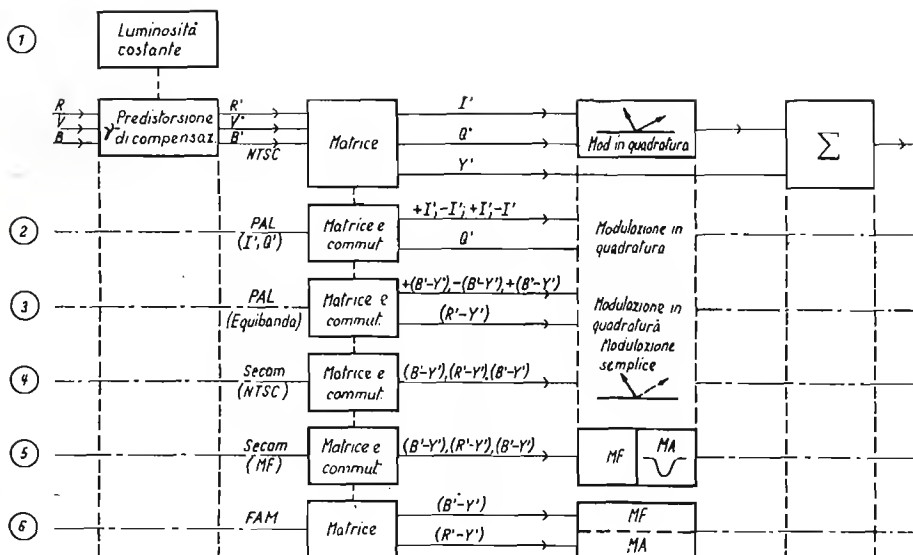 1
Luminosità
costante
R
V
B
γ Predistorsione
di compensaz.
R'
V'
B'
NTSC
Matrice
I'
Q'
Y'
Mod in quadratura
Σ
2
PAL
(I', Q')
Matrice e
commut
+I',-I'; +I',-I'
Q'
Modulazione in
quadratura
3
PAL
(Equibanda)
Matrice e
commut.
+(B'-Y'),-(B'-Y'),+(B'-Y')
(R'-Y')
Modulazione in
quadratura
4
Secam
(NTSC)
Matrice e
commut.
(B'-Y'),(R'-Y').(B'-Y')
Modulazione
semplice
5
Secam
(MF)
Matrice e
commut
(B'-Y'),(R'-Y'),(B'-Y')
MF
MA
6
FAM
Matrice
(B'-Y')
(R'-Y')
MF
MA